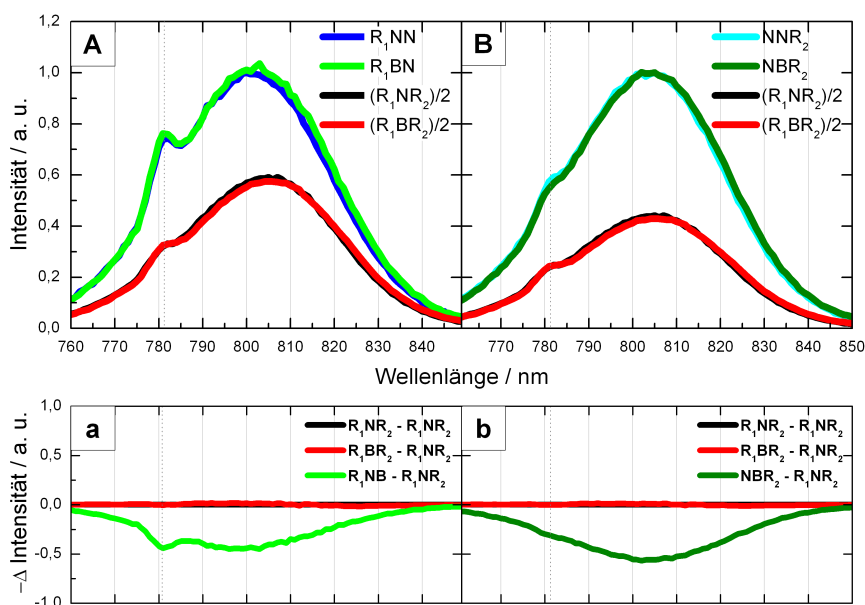 1,2
1,0
0,8
0,6
0,4
0,2
0,0
Intensität / a. u.
A
R₁NN
R₁BN
(R₁NR₂)/2
(R₁BR₂)/2
B
NNR₂
NBR₂
(R₁NR₂)/2
(R₁BR₂)/2
760 770 780 790 800 810 820 830 840
770 780 790 800 810 820 830 840 850
Wellenlänge / nm
1,0
0,5
0,0
-0,5
-1,0
−Δ Intensität / a. u.
a
R₁NR₂ - R₁NR₂
R₁BR₂ - R₁NR₂
R₁NB - R₁NR₂
b
R₁NR₂ - R₁NR₂
R₁BR₂ - R₁NR₂
NBR₂ - R₁NR₂